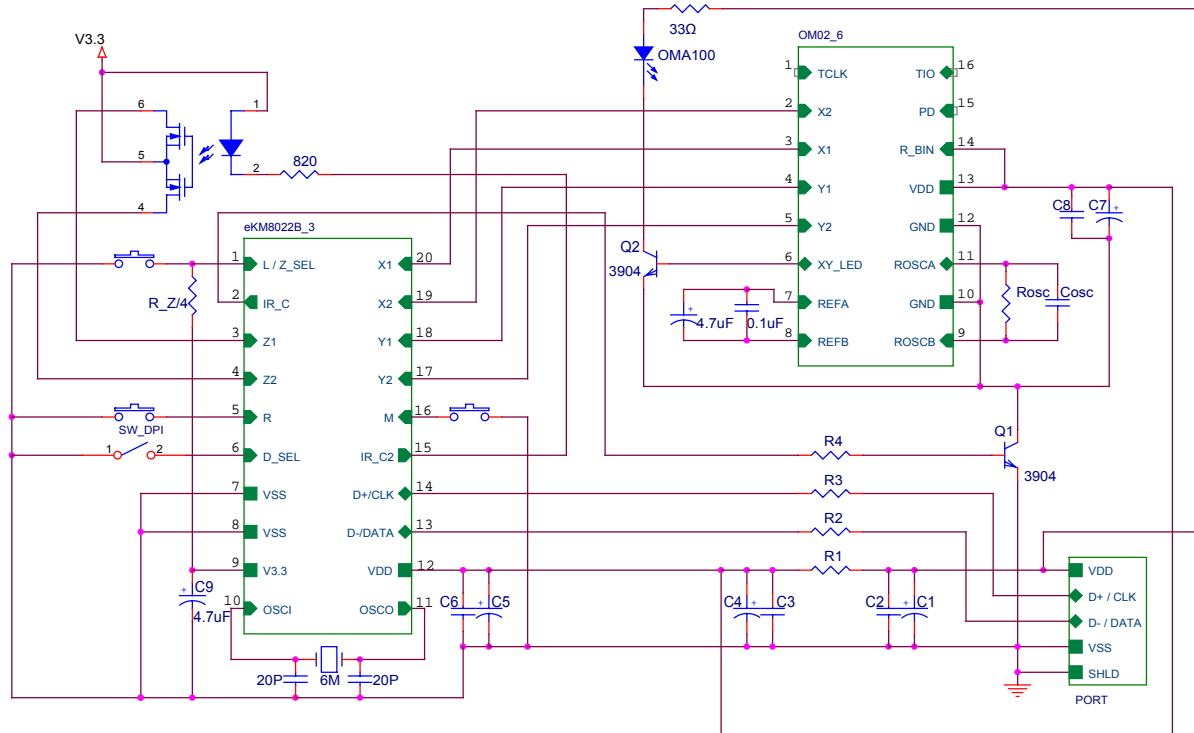 33Ω
OM02_6
V3.3
OMA100
1 TCLK TIO 16
6 1
2 X2 PD 15
5 2 820
3 X1 R_BIN 14
4 Y1 VDD 13
4
C8 + C7 +
5 Y2 GND 12
eKM8022B_3
Q2
3904
1 L / Z_SEL X1 20
6 XY_LED ROSCA 11
R_Z/4
2 IR_C X2 19
+ 4.7uF 0.1uF
7 REFA GND 10
Rosc Cosc
3 Z1 Y1 18
8 REFB ROSCB 9
4 Z2 Y2 17
5 R M 16
SW_DPI
1 2
6 D_SEL IR_C2 15
R4
Q1
3904
7 VSS D+/CLK 14
R3
8 VSS D-/DATA 13
R2
9 V3.3 VDD 12
R1
VDD
+ C9
4.7uF
10 OSCI OSCO 11
C6 + C5
C4 + C3
C2 + C1
D+ / CLK
D- / DATA
VSS
20P 6M 20P
SHLD
PORT